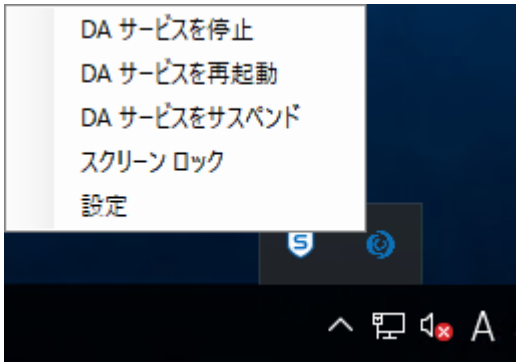 DA サービスを停止
DA サービスを再起動
DA サービスをサスペンド
スクリーン ロック
設定
S
A